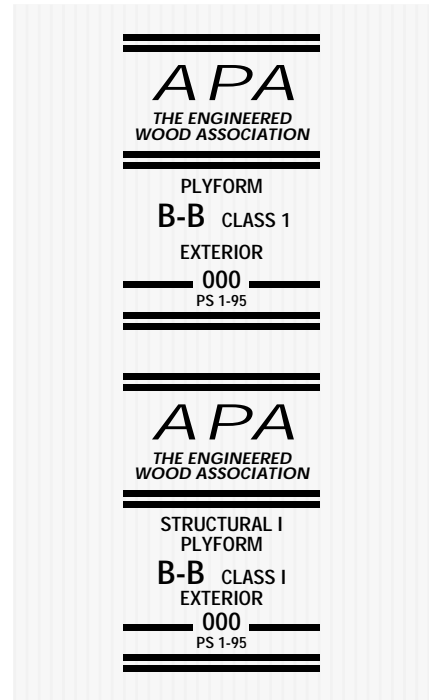 APA
THE ENGINEERED
WOOD ASSOCIATION
PLYFORM
B-B CLASS 1
EXTERIOR
000
PS 1-95
APA
THE ENGINEERED
WOOD ASSOCIATION
STRUCTURAL I
PLYFORM
B-B CLASS I
EXTERIOR
000
PS 1-95